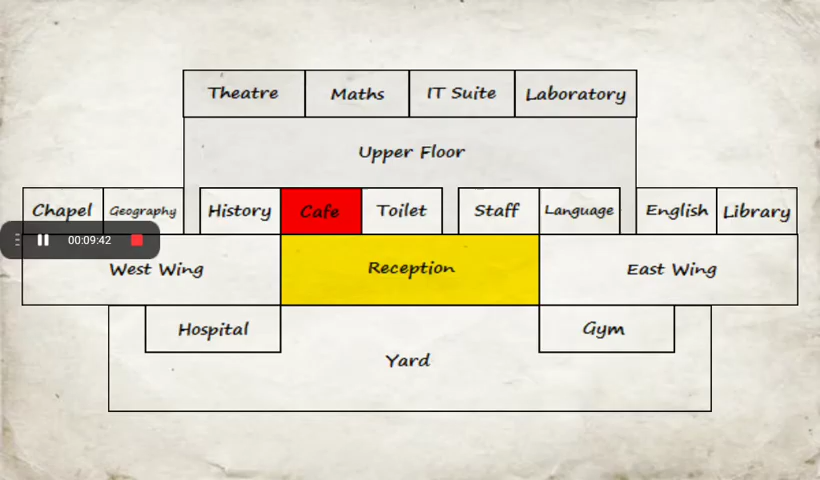 Theatre
Maths
IT Suite
Laboratory
Upper Floor
Chapel
Geography
History
Cafe
Toilet
Staff
Language
English
Library
00:09:42
West Wing
Reception
East Wing
Hospital
Gym
Yard